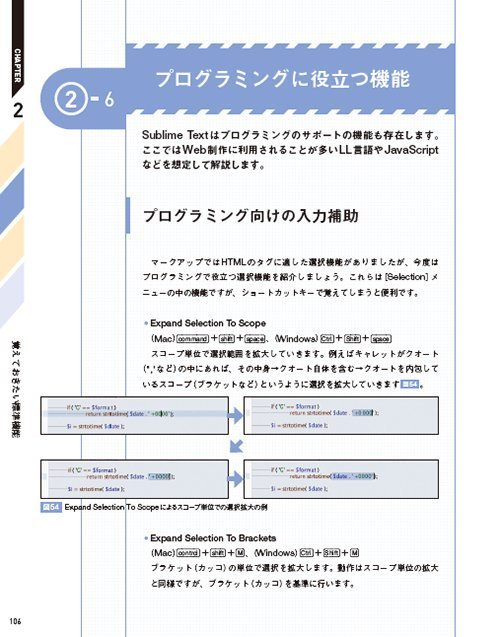 CHAPTER
2
覚えておきたい標準機能
②-6
プログラミングに役立つ機能
Sublime Textはプログラミングのサポートの機能も存在します。
ここではWeb制作に利用されることが多いLL言語やJavaScript
などを想定して解説します。
プログラミング向けの入力補助
マークアップではHTMLのタグに適した選択機能がありましたが、今度は
プログラミングで役立つ選択機能を紹介しましょう。これらは[Selection]メ
ニューの中の機能ですが、ショートカットキーで覚えてしまうと便利です。
•Expand Selection To Scope
(Mac)command+shift+space、(Windows)Ctrl+Shift+space
スコープ単位で選択範囲を拡大していきます。例えばキャレットがクオート
(",'など)の中にあれば、その中身→クオート自体を含む→クオートを内包して
いるスコープ(ブラケットなど)というように選択を拡大していきます図54。
if( 'C' == $format )
return strtotime( $date . ' +0000' );
$i = strtotime( $date );
if( 'C' == $format )
return strtotime( $date . ' +0000' );
$i = strtotime( $date );
if( 'C' == $format )
return strtotime( $date . ' +0000' );
$i = strtotime( $date );
if( 'C' == $format )
return strtotime( $date . ' +0000' );
$i = strtotime( $date );
図54 Expand Selection To Scopeによるスコープ単位での選択拡大の例
•Expand Selection To Brackets
(Mac)control+shift+M、(Windows)Ctrl+Shift+M
ブラケット(カッコ)の単位で選択を拡大します。動作はスコープ単位の拡大
と同様ですが、ブラケット(カッコ)を基準に行います。
106